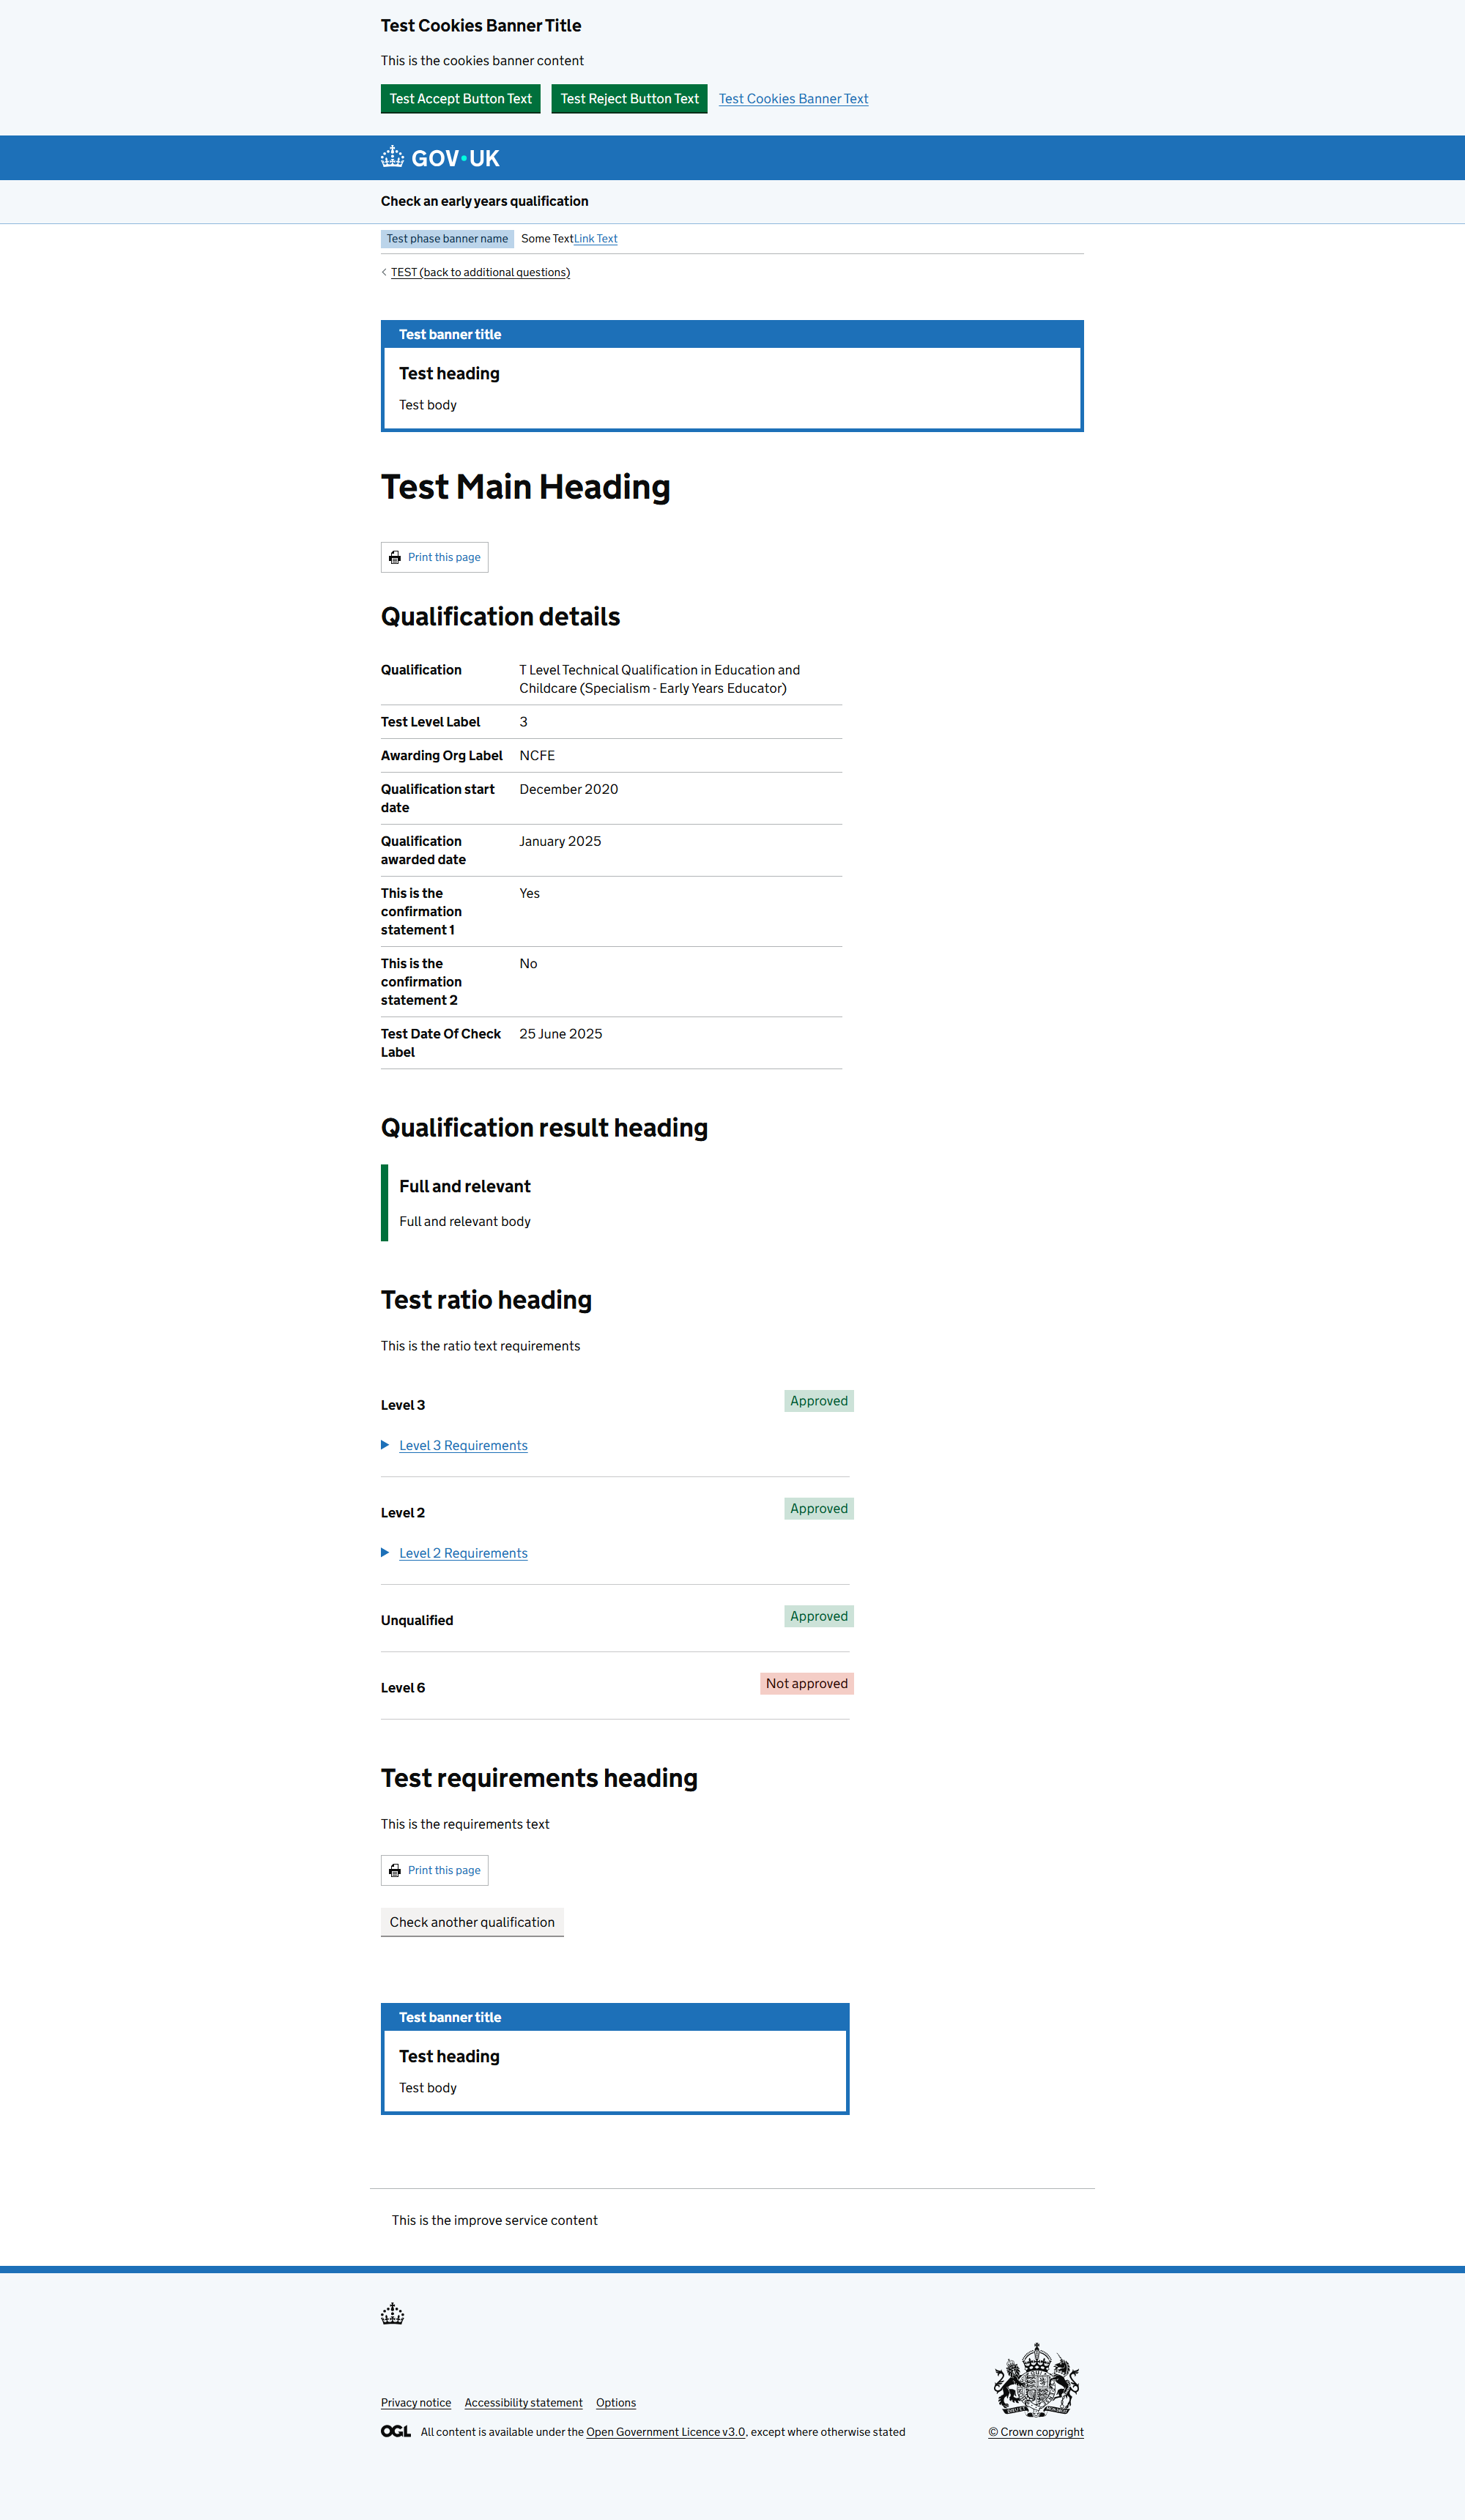 Test Cookies Banner Title
This is the cookies banner content
Test Accept Button Text
Test Reject Button Text
Test Cookies Banner Text
GOV·UK
Check an early years qualification
Test phase banner name
Some TextLink Text
TEST (back to additional questions)
Test banner title
Test heading
Test body
Test Main Heading
Print this page
Qualification details
Qualification
T Level Technical Qualification in Education and
Childcare (Specialism - Early Years Educator)
Test Level Label
3
Awarding Org Label
NCFE
Qualification start
date
December 2020
Qualification
awarded date
January 2025
This is the
confirmation
statement 1
Yes
This is the
confirmation
statement 2
No
Test Date Of Check
Label
25 June 2025
Qualification result heading
Full and relevant
Full and relevant body
Test ratio heading
This is the ratio text requirements
Level 3
Approved
Level 3 Requirements
Level 2
Approved
Level 2 Requirements
Unqualified
Approved
Level 6
Not approved
Test requirements heading
This is the requirements text
Print this page
Check another qualification
Test banner title
Test heading
Test body
This is the improve service content
Privacy notice
Accessibility statement
Options
OGL
All content is available under the Open Government Licence v3.0, except where otherwise stated
© Crown copyright